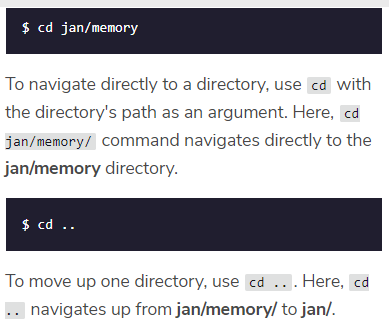 $ cd jan/memory
To navigate directly to a directory, use cd with
the directory's path as an argument. Here, cd
jan/memory/ command navigates directly to the
jan/memory directory.
$ cd ..
To move up one directory, use cd .. . Here, cd
.. navigates up from jan/memory/ to jan/.